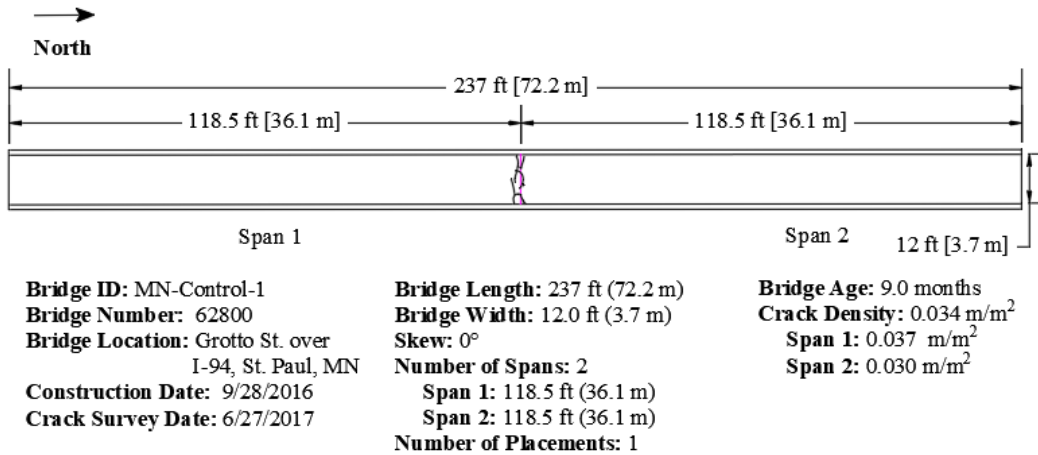 North
237 ft [72.2 m]
118.5 ft [36.1 m]
118.5 ft [36.1 m]
Span 1
Span 2
12 ft [3.7 m]
Bridge ID: MN-Control-1
Bridge Number: 62800
Bridge Location: Grotto St. over
I-94, St. Paul, MN
Construction Date: 9/28/2016
Crack Survey Date: 6/27/2017
Bridge Length: 237 ft (72.2 m)
Bridge Width: 12.0 ft (3.7 m)
Skew: 0°
Number of Spans: 2
Span 1: 118.5 ft (36.1 m)
Span 2: 118.5 ft (36.1 m)
Number of Placements: 1
Bridge Age: 9.0 months
Crack Density: 0.034 m/m²
Span 1: 0.037 m/m²
Span 2: 0.030 m/m²